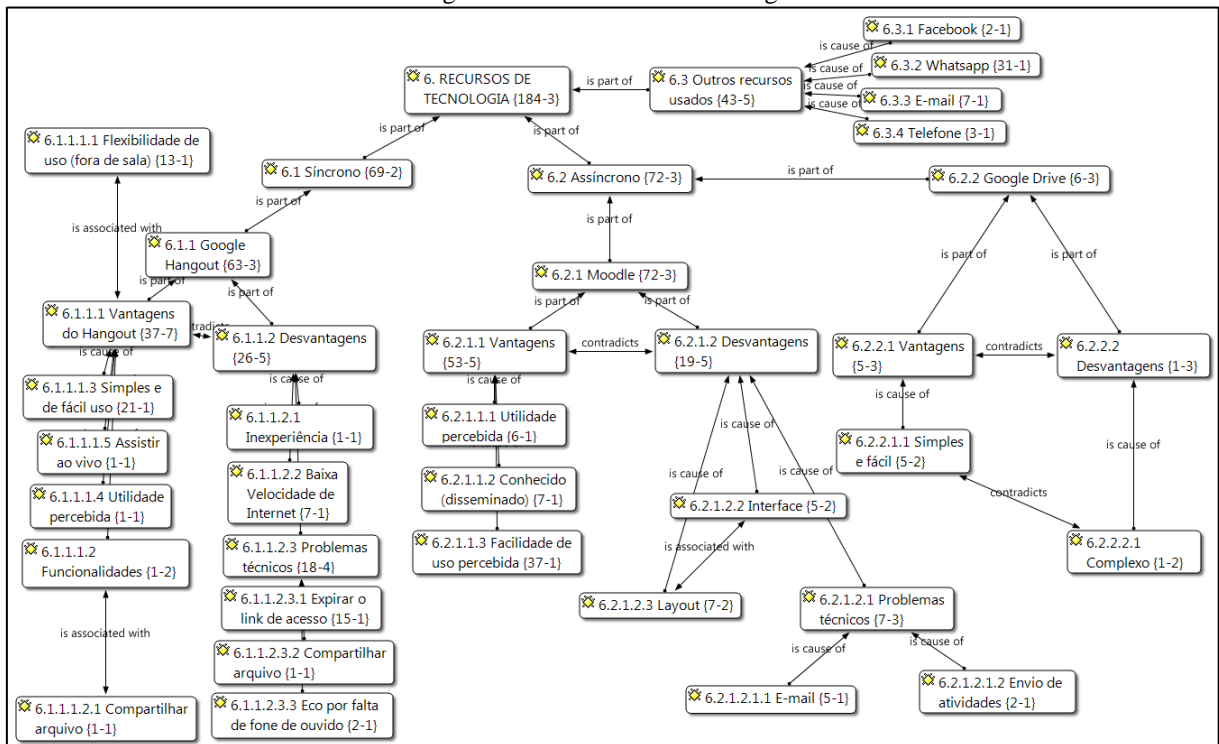 6.3.1 Facebook {2-1}
is cause of
6.3.2 Whatsapp {31-1}
is cause of
6. RECURSOS DE
TECNOLOGIA {184-3}
is part of
6.3 Outros recursos
usados {43-5}
is cause of
6.3.3 E-mail {7-1}
is cause of
6.3.4 Telefone {3-1}
6.1.1.1.1 Flexibilidade de
uso (fora de sala) {13-1}
is part of
is part of
6.1 Síncrono {69-2}
6.2 Assíncrono {72-3}
is part of
6.2.2 Google Drive {6-3}
is part of
is part of
is associated with
6.1.1 Google
Hangout {63-3}
is part of
is part of
6.2.1 Moodle {72-3}
is part of
is part of
is part of
is part of
6.1.1.1 Vantagens
do Hangout {37-7}
6.1.1.2 Desvantagens
{26-5}
6.2.1.1 Vantagens
{53-5}
contradicts
6.2.1.2 Desvantagens
{19-5}
6.2.2.1 Vantagens
{5-3}
contradicts
6.2.2.2
Desvantagens {1-3}
is cause of
is cause of
is cause of
is cause of
6.1.1.1.3 Simples e
de fácil uso {21-1}
6.1.1.2.1
Inexperiência {1-1}
6.2.1.1.1 Utilidade
percebida {6-1}
is cause of
is cause of
6.2.2.1.1 Simples
e fácil {5-2}
6.1.1.1.5 Assistir
ao vivo {1-1}
6.1.1.2.2 Baixa
Velocidade de
Internet {7-1}
6.2.1.1.2 Conhecido
(disseminado) {7-1}
is cause of
is cause of
contradicts
6.1.1.1.4 Utilidade
percebida {1-1}
6.2.1.2.2 Interface {5-2}
6.1.1.1.2
Funcionalidades {1-2}
6.1.1.2.3 Problemas
técnicos {18-4}
6.2.1.1.3 Facilidade de
uso percebida {37-1}
is associated with
6.2.2.2.1
Complexo {1-2}
6.1.1.2.3.1 Expirar o
link de acesso {15-1}
6.2.1.2.3 Layout {7-2}
6.2.1.2.1 Problemas
técnicos {7-3}
is associated with
6.1.1.2.3.2 Compartilhar
arquivo {1-1}
is cause of
is cause of
6.1.1.1.2.1 Compartilhar
arquivo {1-1}
6.1.1.2.3.3 Eco por falta
de fone de ouvido {2-1}
6.2.1.2.1.1 E-mail {5-1}
6.2.1.2.1.2 Envio de
atividades {2-1}